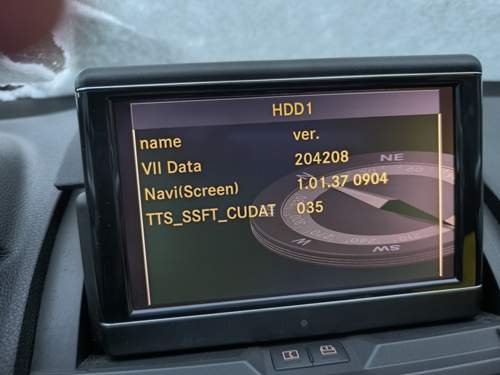 HDD1
name ver.
VII Data 204208
Navi(Screen) 1.01.37 0904
TTS_SSFT_CUDAT 035
NE
SW